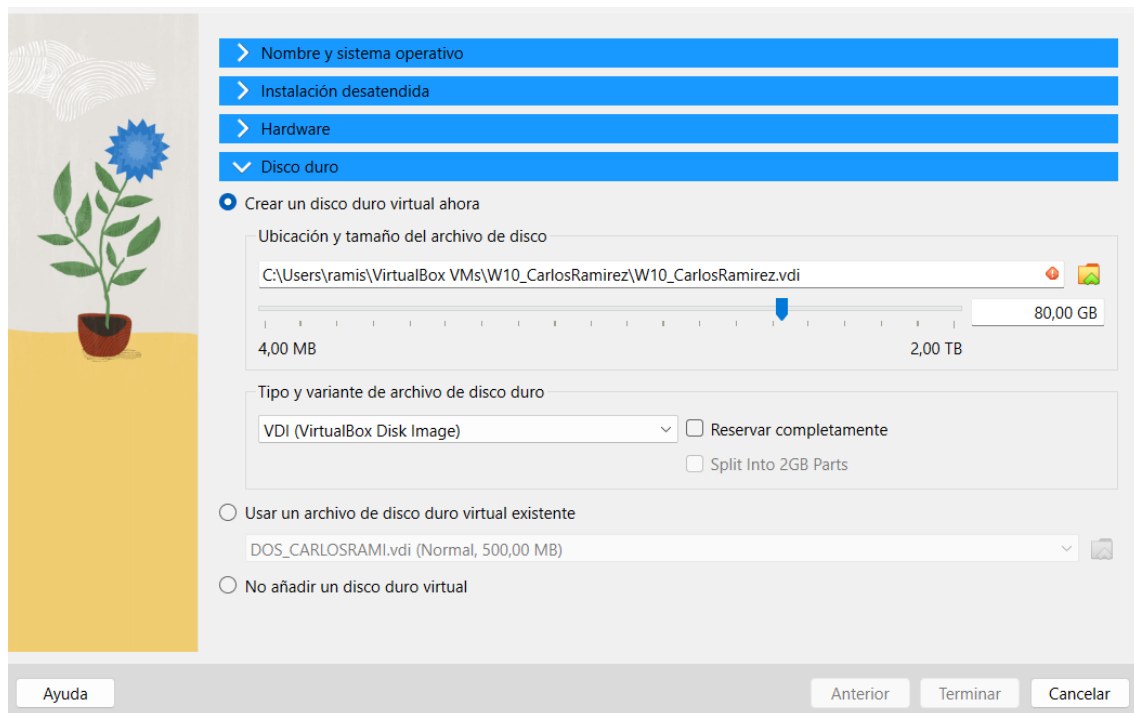 Nombre y sistema operativo
Instalación desatendida
Hardware
Disco duro
Crear un disco duro virtual ahora
Ubicación y tamaño del archivo de disco
C:\Users\ramis\VirtualBox VMs\W10_CarlosRamirez\W10_CarlosRamirez.vdi
80,00 GB
4,00 MB 2,00 TB
Tipo y variante de archivo de disco duro
VDI (VirtualBox Disk Image) Reservar completamente
Split Into 2GB Parts
Usar un archivo de disco duro virtual existente
DOS_CARLOSRAMI.vdi (Normal, 500,00 MB)
No añadir un disco duro virtual
Ayuda Anterior Terminar Cancelar